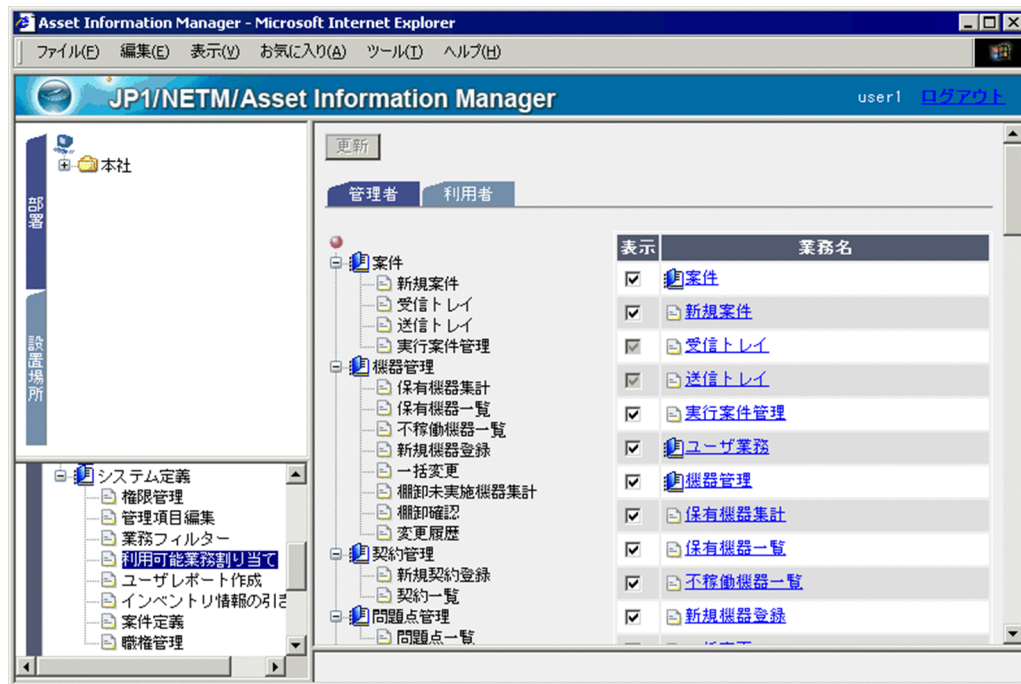 Asset Information Manager - Microsoft Internet Explorer
ファイル(F) 編集(E) 表示(V) お気に入り(A) ツール(T) ヘルプ(H)
JP1/NETM/Asset Information Manager
user1 ログアウト
部署
設置場所
本社
システム定義
権限管理
管理項目編集
業務フィルター
利用可能業務割り当て
ユーザレポート作成
インベントリ情報の引き
案件定義
職権管理
更新
管理者 利用者
案件
新規案件
受信トレイ
送信トレイ
実行案件管理
機器管理
保有機器集計
保有機器一覧
不稼働機器一覧
新規機器登録
一括変更
棚卸未実施機器集計
棚卸確認
変更履歴
契約管理
新規契約登録
契約一覧
問題点管理
問題点一覧
表示 業務名
案件
新規案件
受信トレイ
送信トレイ
実行案件管理
ユーザ業務
機器管理
保有機器集計
保有機器一覧
不稼働機器一覧
新規機器登録